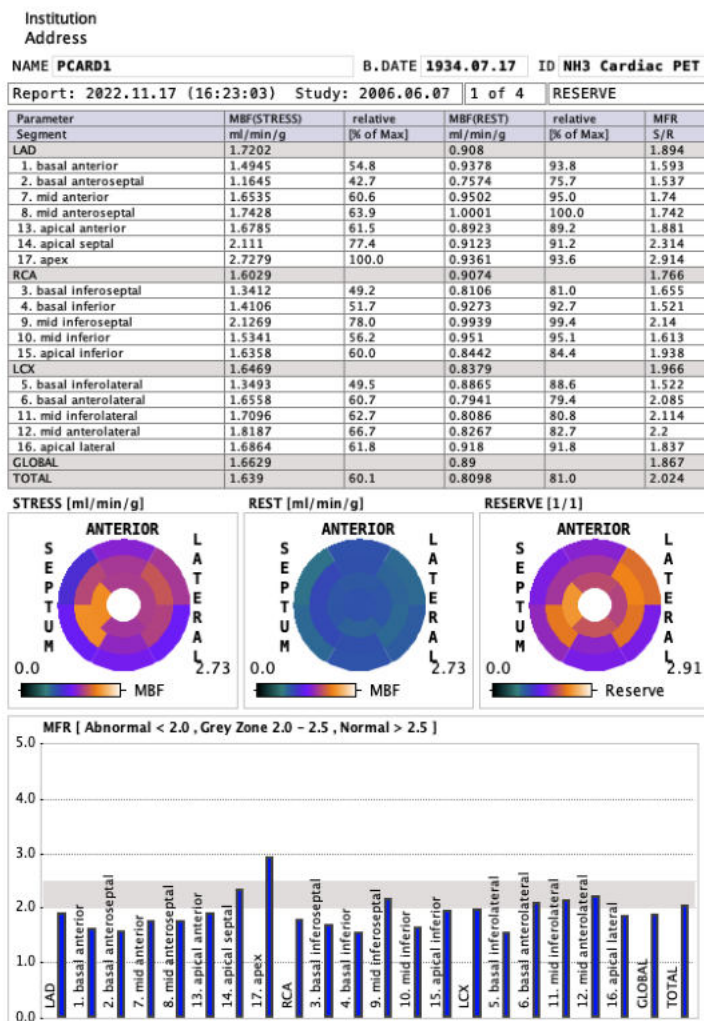 Institution
Address
NAME PCARD1 B.DATE 1934.07.17 ID NH3 Cardiac PET
Report: 2022.11.17 (16:23:03) Study: 2006.06.07 1 of 4 RESERVE
Parameter MBF(STRESS) relative MBF(REST) relative MFR
Segment ml/min/g [% of Max] ml/min/g [% of Max] S/R
LAD 1.7202 0.908 1.894
1. basal anterior 1.4945 54.8 0.9378 93.8 1.593
2. basal anteroseptal 1.1645 42.7 0.7574 75.7 1.537
7. mid anterior 1.6535 60.6 0.9502 95.0 1.74
8. mid anteroseptal 1.7428 63.9 1.0001 100.0 1.742
13. apical anterior 1.6785 61.5 0.8923 89.2 1.881
14. apical septal 2.111 77.4 0.9123 91.2 2.314
17. apex 2.7279 100.0 0.9361 93.6 2.914
RCA 1.6029 0.9074 1.766
3. basal inferoseptal 1.3412 49.2 0.8106 81.0 1.655
4. basal inferior 1.4106 51.7 0.9273 92.7 1.521
9. mid inferoseptal 2.1269 78.0 0.9939 99.4 2.14
10. mid inferior 1.5341 56.2 0.951 95.1 1.613
15. apical inferior 1.6358 60.0 0.8442 84.4 1.938
LCX 1.6469 0.8379 1.966
5. basal inferolateral 1.3493 49.5 0.8865 88.6 1.522
6. basal anterolateral 1.6558 60.7 0.7941 79.4 2.085
11. mid inferolateral 1.7096 62.7 0.8086 80.8 2.114
12. mid anterolateral 1.8187 66.7 0.8267 82.7 2.2
16. apical lateral 1.6864 61.8 0.918 91.8 1.837
GLOBAL 1.6629 0.89 1.867
TOTAL 1.639 60.1 0.8098 81.0 2.024
STRESS [ml/min/g] REST [ml/min/g] RESERVE [1/1]
ANTERIOR ANTERIOR ANTERIOR
SEPTUM LATERAL SEPTUM LATERAL SEPTUM LATERAL
0.0 2.73 0.0 2.73 0.0 2.91
MBF MBF Reserve
MFR [ Abnormal < 2.0 , Grey Zone 2.0 - 2.5 , Normal > 2.5 ]
5.0
4.0
3.0
2.0
1.0
0.0
LAD
1. basal anterior
2. basal anteroseptal
7. mid anterior
8. mid anteroseptal
13. apical anterior
14. apical septal
17. apex
RCA
3. basal inferoseptal
4. basal inferior
9. mid inferoseptal
10. mid inferior
15. apical inferior
LCX
5. basal inferolateral
6. basal anterolateral
11. mid inferolateral
12. mid anterolateral
16. apical lateral
GLOBAL
TOTAL